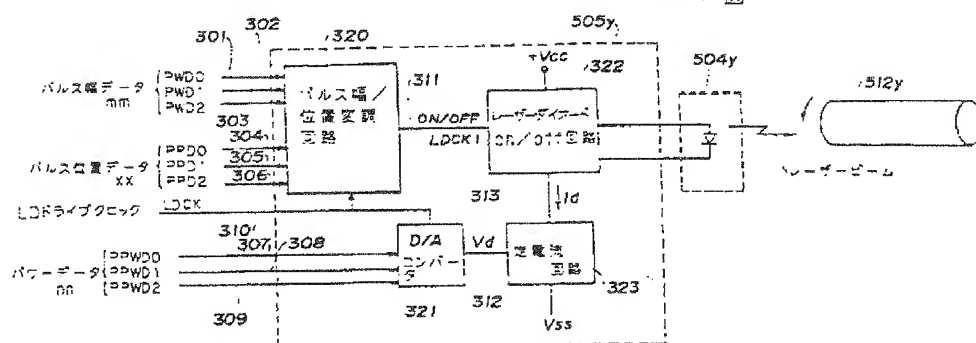 302
505y
301
320
+Vcc
322
504y
512y
パルス幅データ
mm
PWD0
PWD1
PWD2
パルス幅/
位置変調
回路
311
ON/OFF
LDCK1
レーザーダイオード
ON/OFF回路
303
304
305
306
パルス位置データ
xx
PPD0
PPD1
PPD2
レーザービーム
LDドライブクロック
LDCK
313
Id
310
307
308
D/A
コンバータ
Vd
定電流
回路
パワーデータ
nn
PPWD0
PPWD1
PPWD2
309
321
312
323
Vss